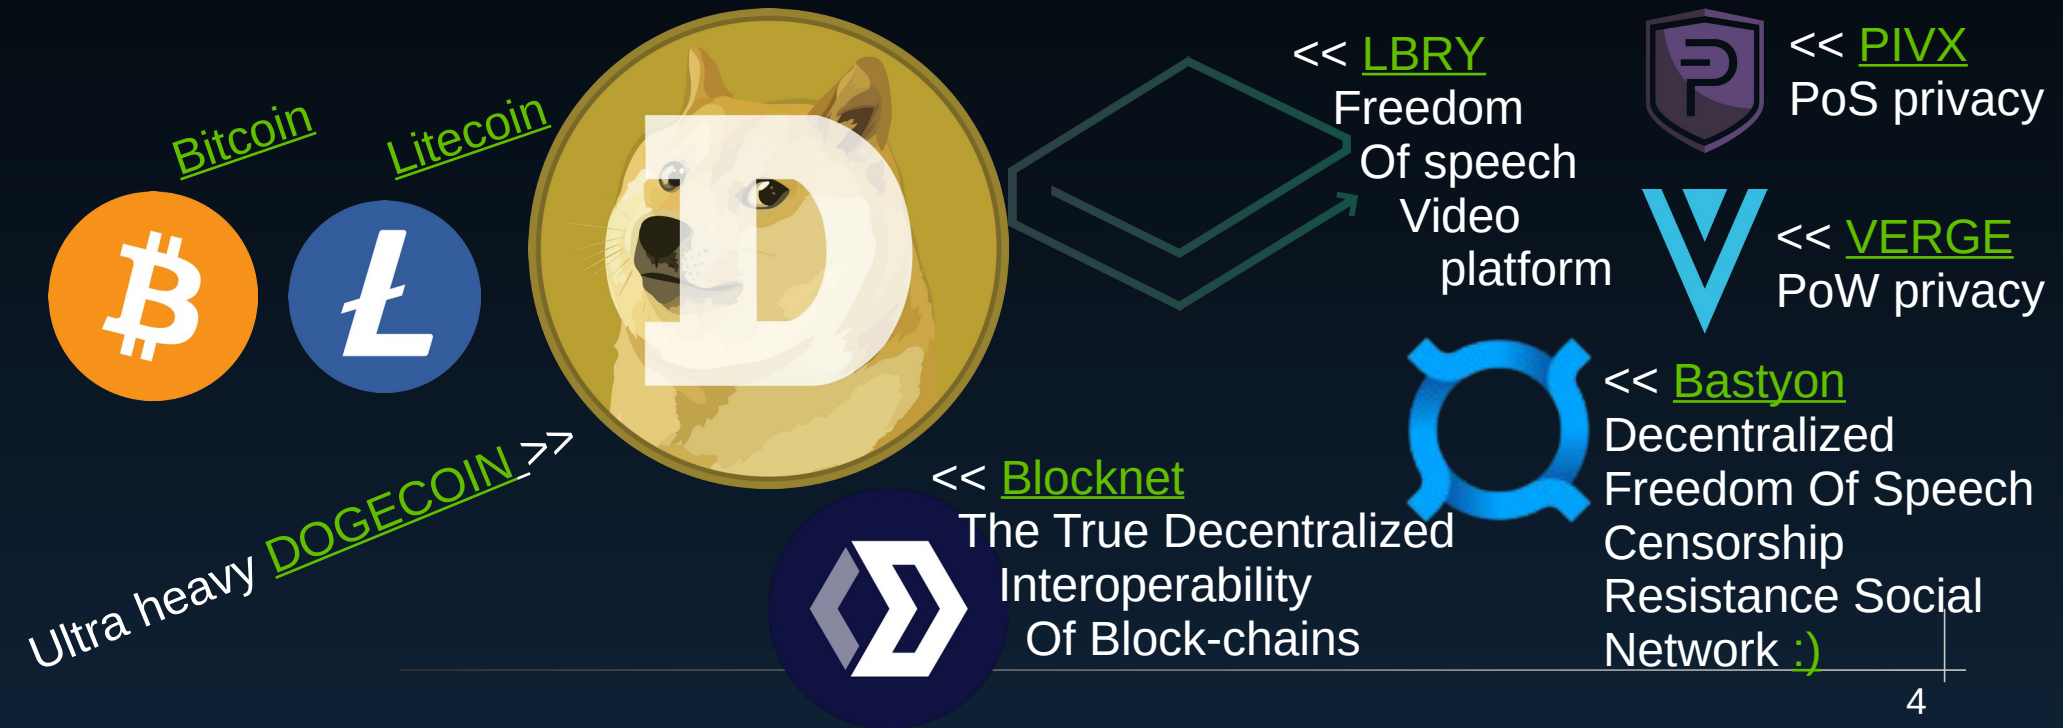 Bitcoin
Litecoin
Ultra heavy DOGECOIN >>
<< LBRY
Freedom
Of speech
Video
platform
<< PIVX
PoS privacy
<< VERGE
PoW privacy
<< Blocknet
The True Decentralized
Interoperability
Of Block-chains
<< Bastyon
Decentralized
Freedom Of Speech
Censorship
Resistance Social
Network :)
4